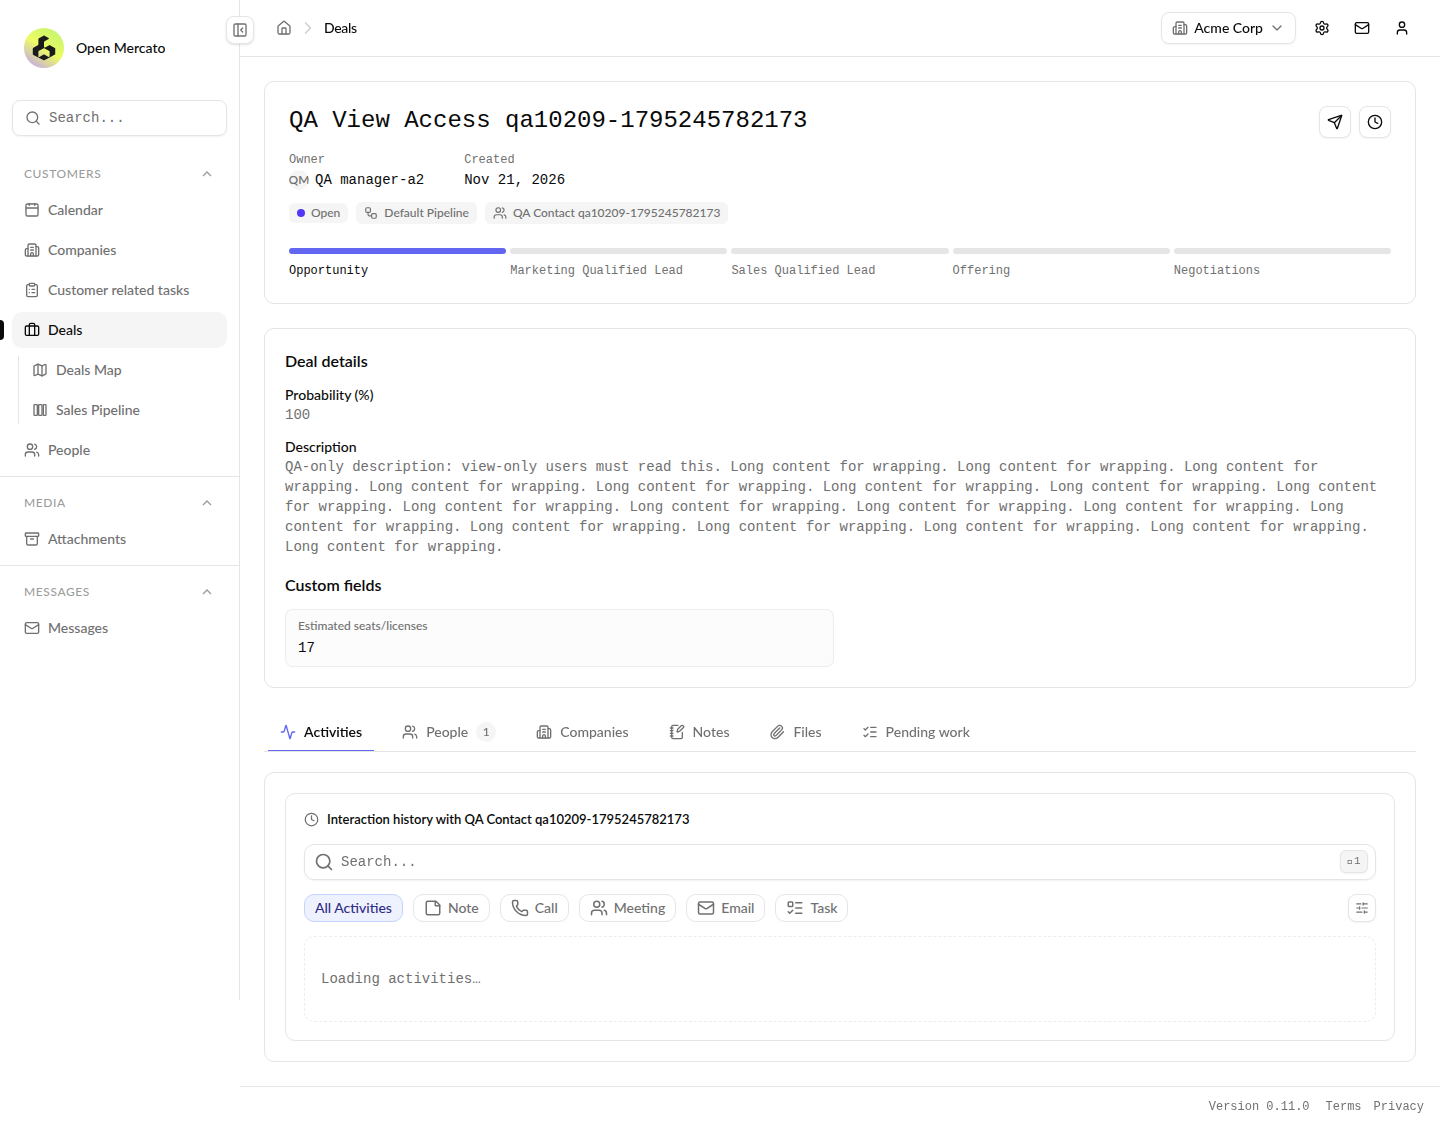 Open Mercato
Search...
CUSTOMERS
Calendar
Companies
Customer related tasks
Deals
Deals Map
Sales Pipeline
People
MEDIA
Attachments
MESSAGES
Messages
Deals
Acme Corp
QA View Access qa10209-1795245782173
Owner
Created
QM QA manager-a2
Nov 21, 2026
Open
Default Pipeline
QA Contact qa10209-1795245782173
Opportunity
Marketing Qualified Lead
Sales Qualified Lead
Offering
Negotiations
Deal details
Probability (%)
100
Description
QA-only description: view-only users must read this. Long content for wrapping. Long content for wrapping. Long content for
wrapping. Long content for wrapping. Long content for wrapping. Long content for wrapping. Long content for wrapping. Long content
for wrapping. Long content for wrapping. Long content for wrapping. Long content for wrapping. Long content for wrapping. Long
content for wrapping. Long content for wrapping. Long content for wrapping. Long content for wrapping. Long content for wrapping.
Long content for wrapping.
Custom fields
Estimated seats/licenses
17
Activities
People 1
Companies
Notes
Files
Pending work
Interaction history with QA Contact qa10209-1795245782173
Search...
1
All Activities
Note
Call
Meeting
Email
Task
Loading activities…
Version 0.11.0
Terms
Privacy